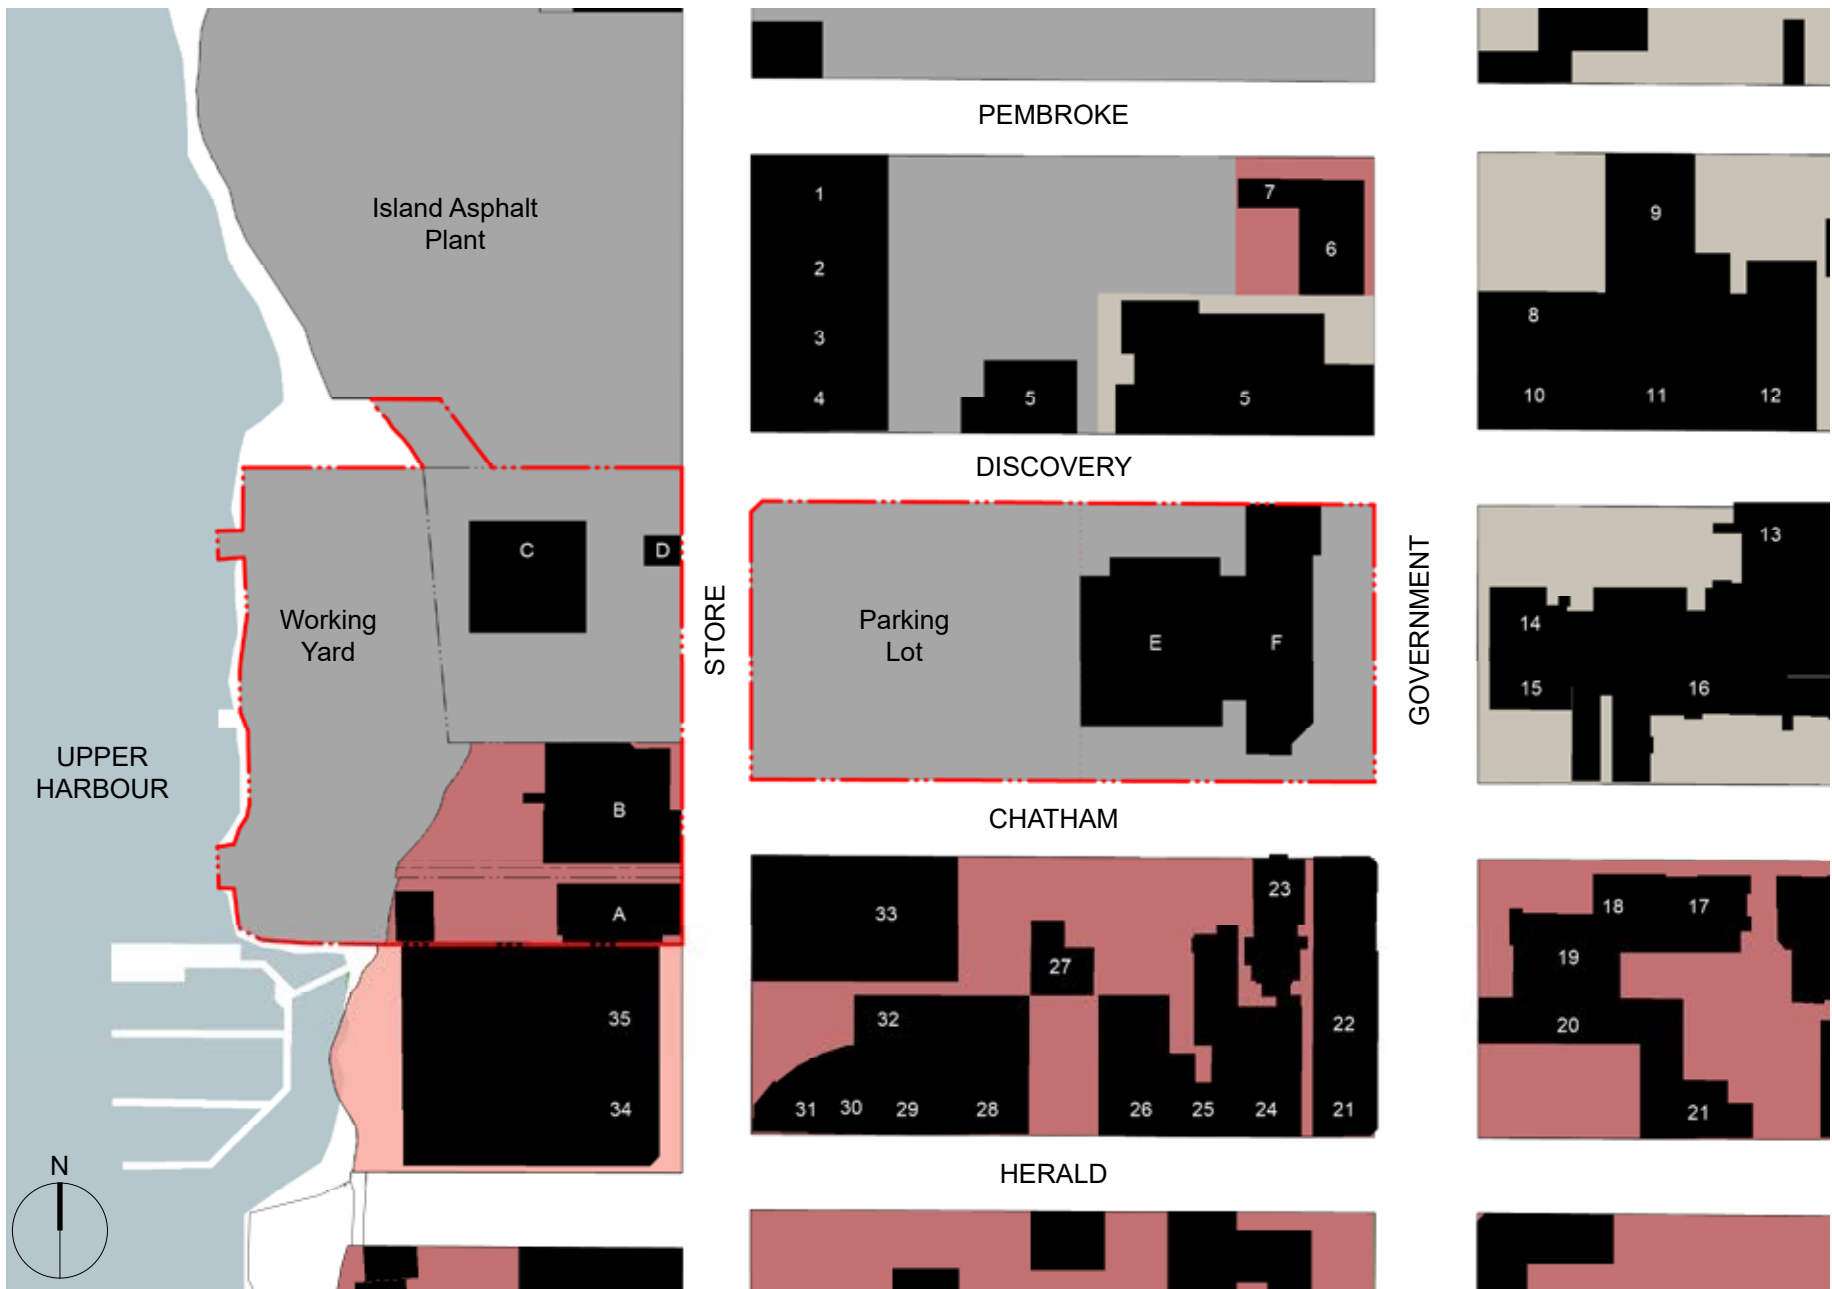 PEMBROKE
Island Asphalt
Plant
1
2
3
4
5
5
7
6
9
8
10
11
12
DISCOVERY
C
D
Working
Yard
STORE
Parking
Lot
E
F
GOVERNMENT
13
14
15
16
UPPER
HARBOUR
B
A
CHATHAM
33
27
23
32
22
31
30
29
28
26
25
24
21
18
17
19
20
21
35
34
HERALD
N